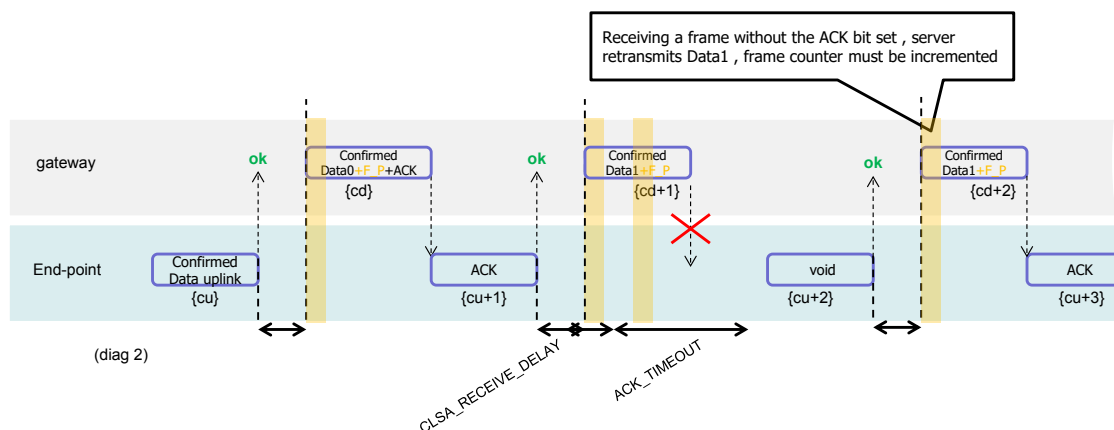 Receiving a frame without the ACK bit set , server
retransmits Data1 , frame counter must be incremented
gateway
ok
Confirmed
Data0+F_P+ACK
{cd}
ok
Confirmed
Data1+F_P
{cd+1}
ok
Confirmed
Data1+F_P
{cd+2}
End-point
Confirmed
Data uplink
{cu}
ACK
{cu+1}
void
{cu+2}
ACK
{cu+3}
(diag 2)
CLSA_RECEIVE_DELAY
ACK_TIMEOUT